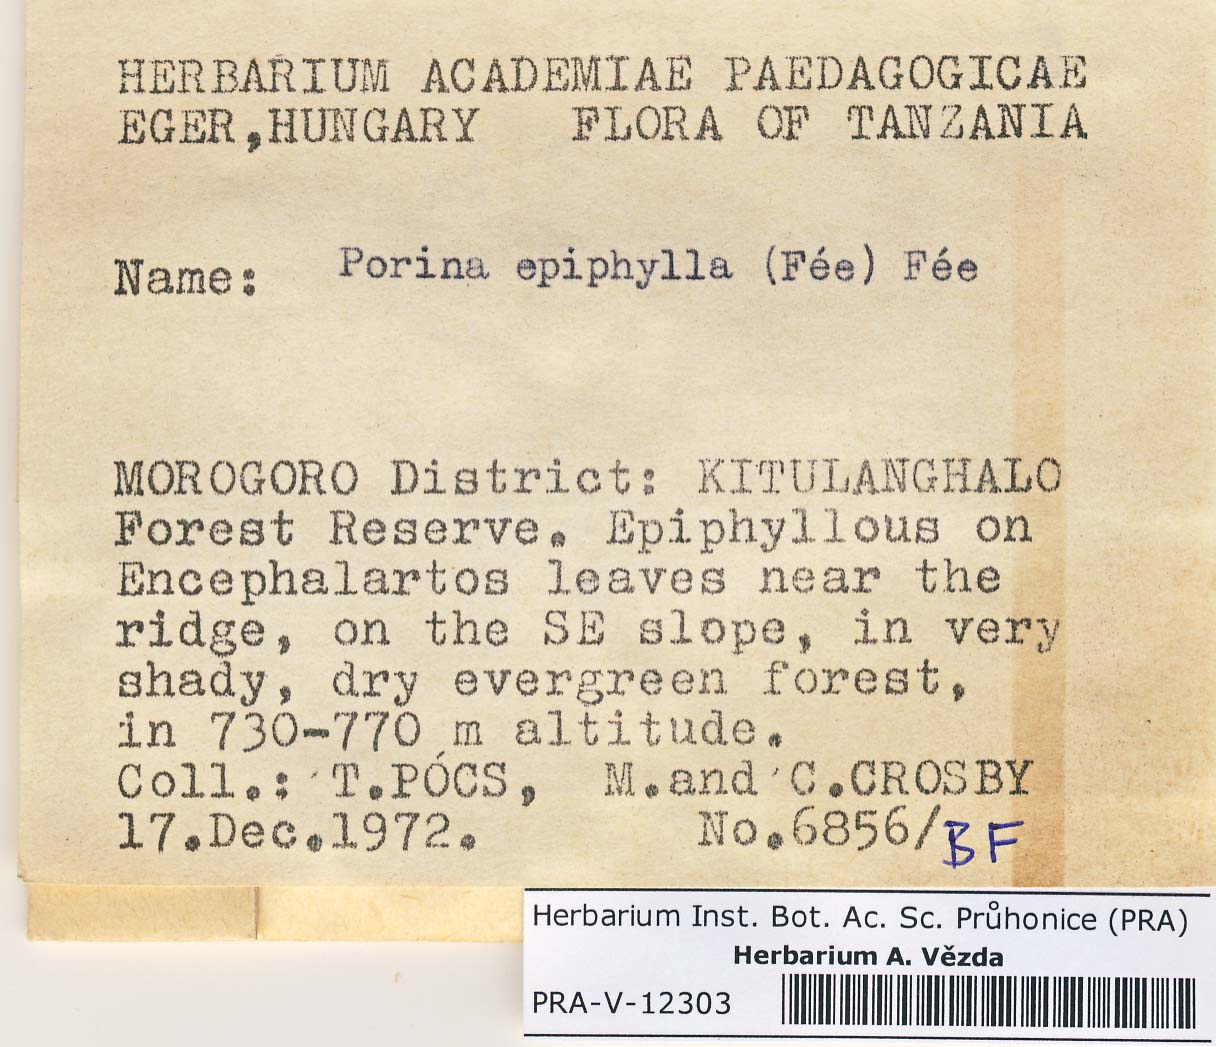 HERBARIUM ACADEMIAE PAEDAGOGICAE
EGER,HUNGARY FLORA OF TANZANIA
Name: Porina epiphylla (Fée) Fée
MOROGORO District: KITULANGHALO
Forest Reserve. Epiphyllous on
Encephalartos leaves near the
ridge, on the SE slope, in very
shady, dry evergreen forest,
in 730-770 m altitude.
Coll.: T.PÓCS, M.and C.CROSBY
17.Dec.1972. No.6856/BF
Herbarium Inst. Bot. Ac. Sc. Průhonice (PRA)
Herbarium A. Vězda
PRA-V-12303